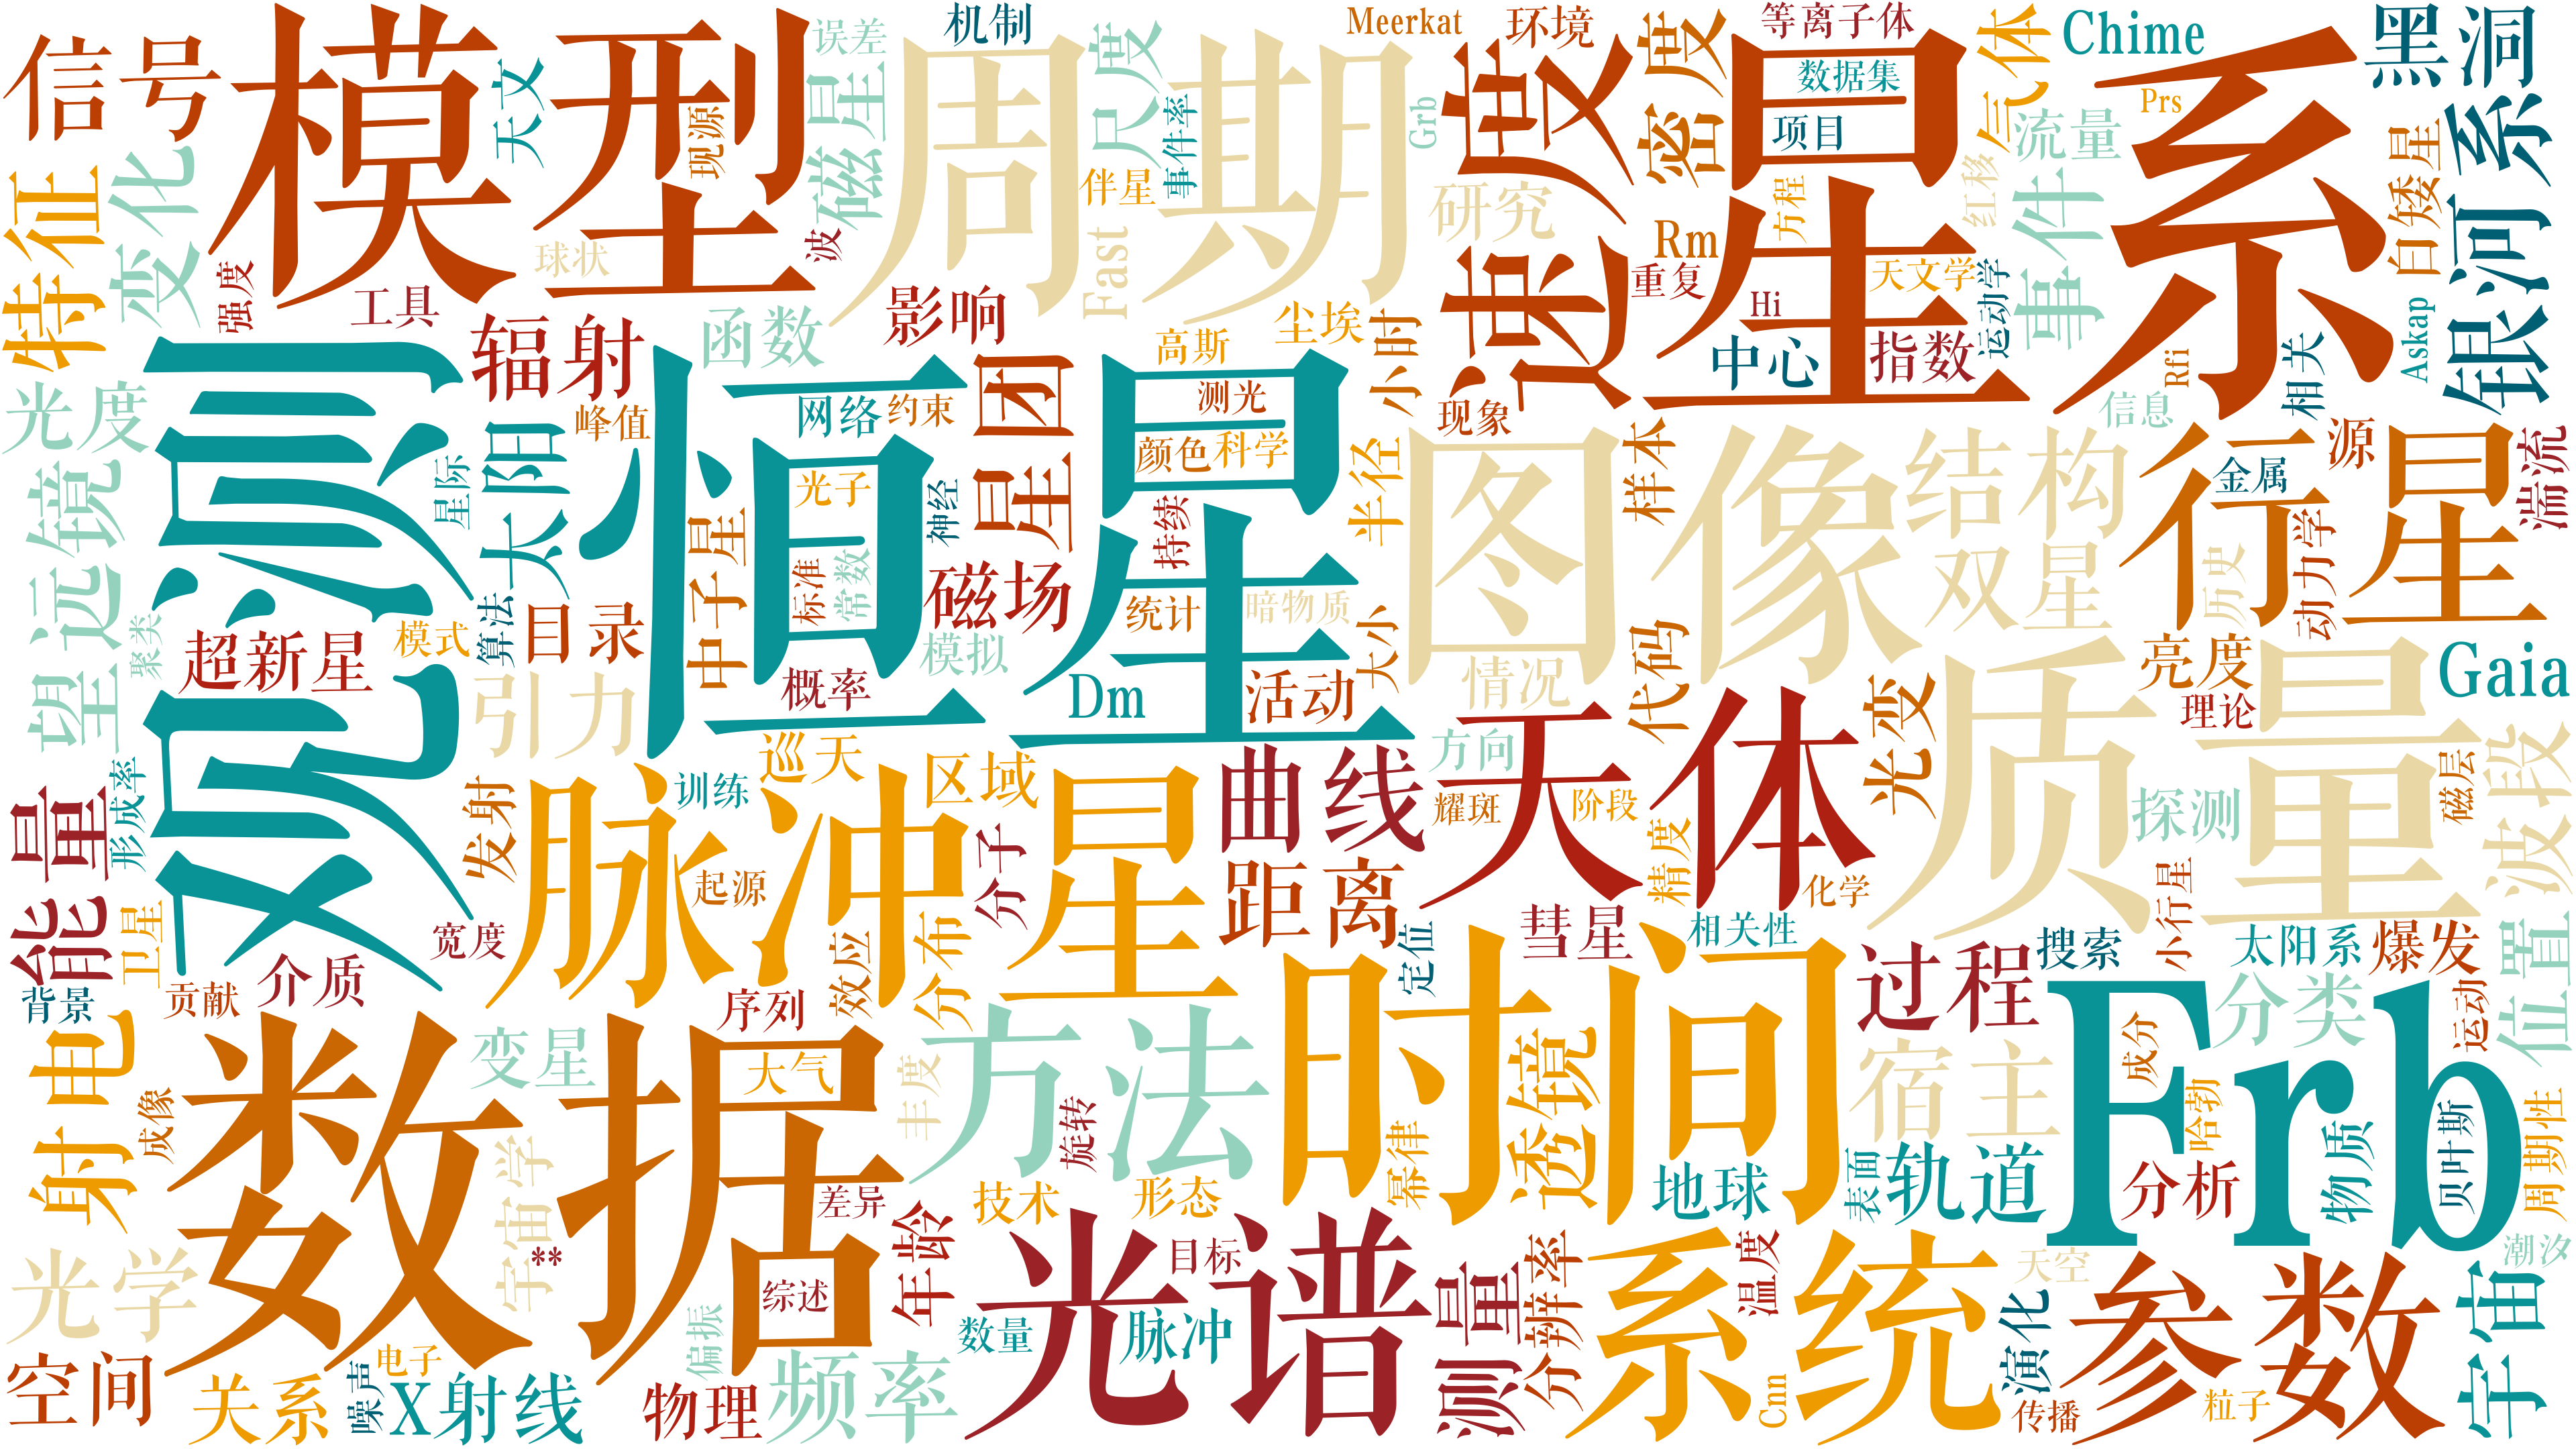 信号
模型
天文
现源
误差
磁星
机制
周期
尺度
事件率
伴星
Fast
Grb
Meerkat
环境
速度
密度
等离子体
数据集
项目
星系
气体
Chime
Prs
黑洞
银河系
白矮星
流量
红移
事件
方程
Rm
研究
重复
Hi
天文学
运动学
中心
指数
Askap
Rfi
相关
信息
特征
变化
强度
球状
波
工具
辐射
函数
影响
高斯
尘埃
小时
现象
光度
望远镜
观测
星际
太阳
峰值
网络
约束
恒星
光子
中子星
标准
常数
神经
星团
磁场
测光
颜色
科学
持续
统计
暗物质
半径
大小
图像
样本
结构
双星
行星
源
金属
湍流
历史
动力学
聚类
超新星
模式
算法
目录
引力
概率
模拟
Dm
活动
情况
代码
光变
质量
亮度
理论
Gaia
能量
形成率
卫星
发射
脉冲星
训练
巡天
区域
起源
分子
曲线
距离
方向
耀斑
阶段
天体
精度
化学
探测
磁层
波段
小行星
背景
贡献
介质
宽度
序列
效应
分布
定位
彗星
相关性
过程
搜索
太阳系
爆发
位置
射电
成像
数据
变星
大气
丰度
方法
旋转
时间
透镜
幂律
宿主
地球
表面
轨道
Frb
分类
成分
哈勃
分析
物质
贝叶斯
运动
周期性
宇宙学
**
差异
综述
年龄
技术
形态
光谱
目标
测量
分辨率
温度
系统
天空
演化
参数
潮汐
宇宙
光学
空间
关系
电子
噪声
X射线
偏振
物理
频率
数量
脉冲
Cnn
传播
粒子